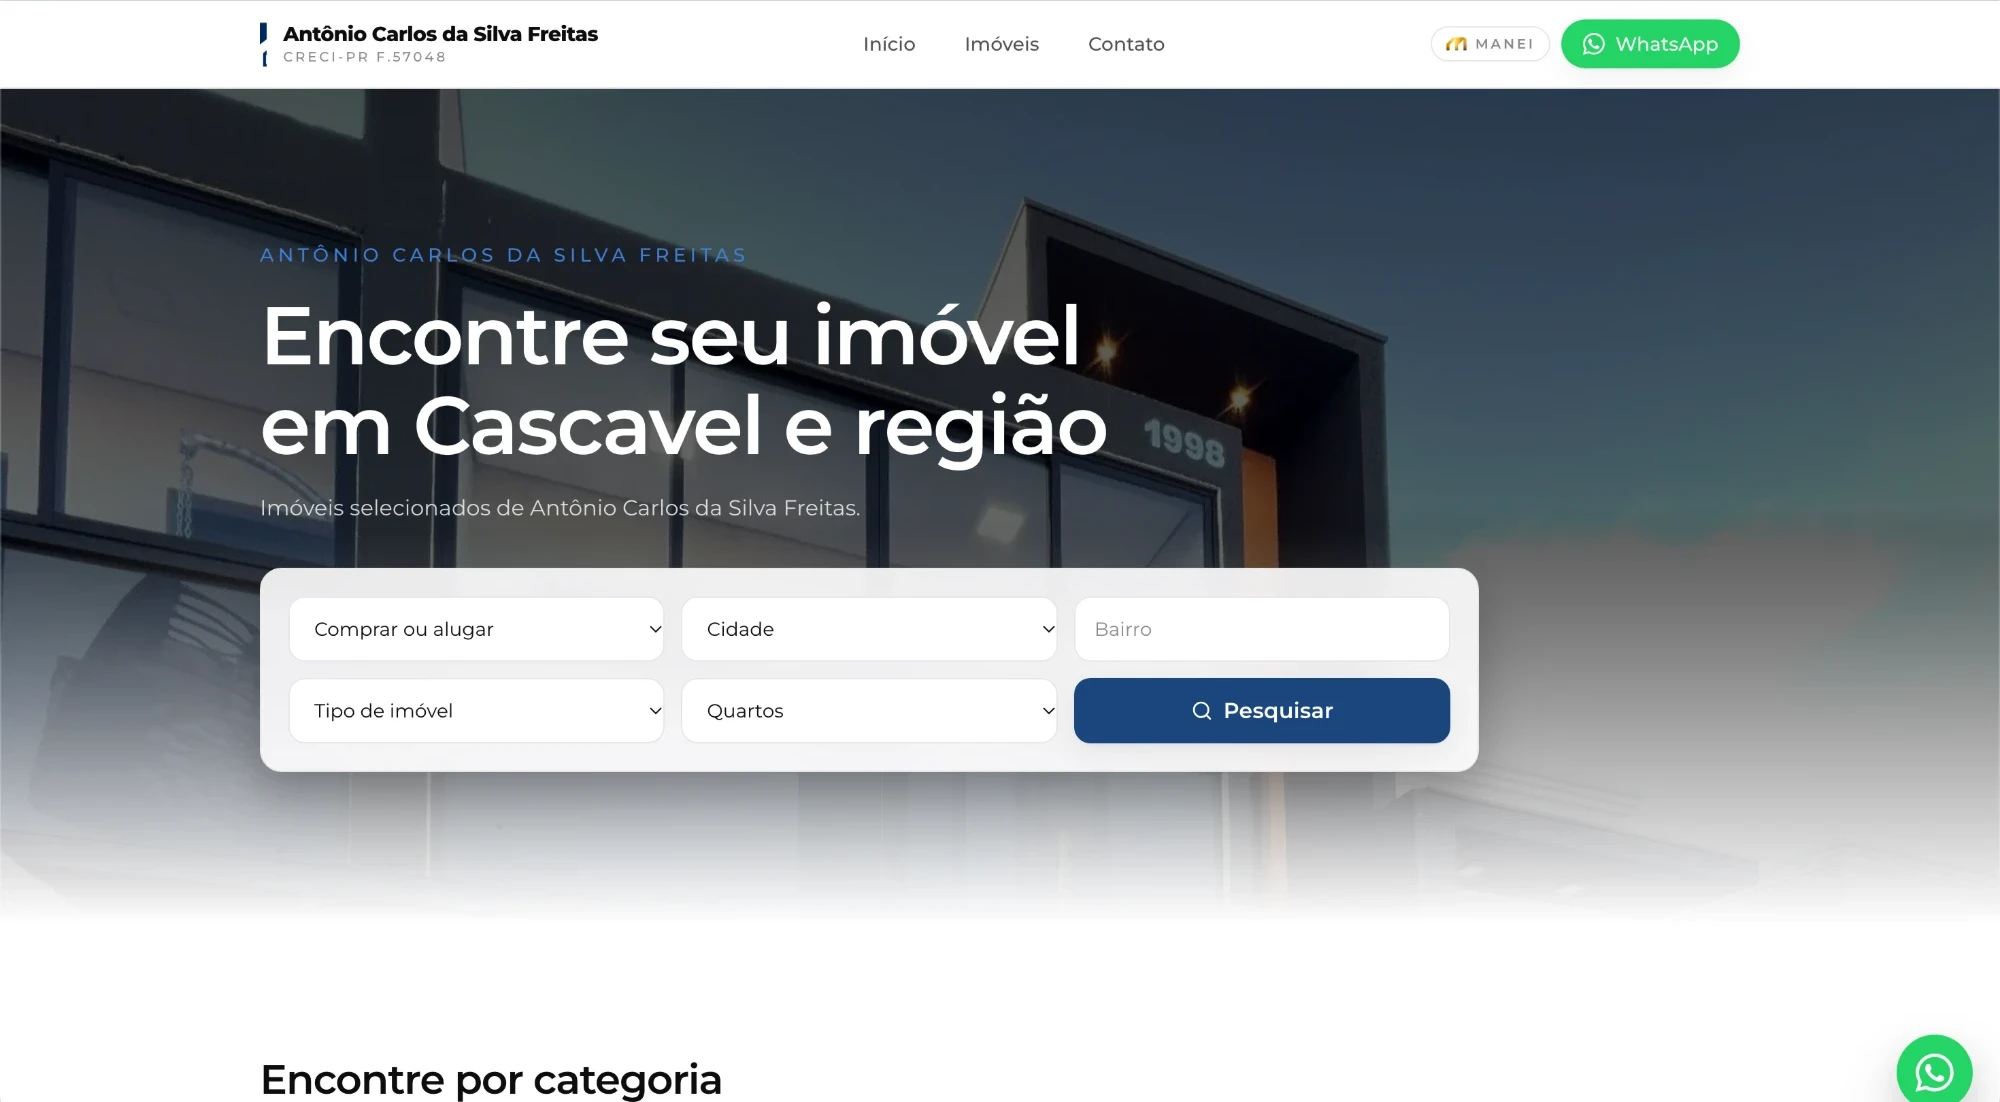 Antônio Carlos da Silva Freitas
CRECI-PR F.57048
Início
Imóveis
Contato
MANEI
WhatsApp
ANTÔNIO CARLOS DA SILVA FREITAS
Encontre seu imóvel
em Cascavel e região
1998
Imóveis selecionados de Antônio Carlos da Silva Freitas.
Comprar ou alugar
Cidade
Bairro
Tipo de imóvel
Quartos
Pesquisar
Encontre por categoria